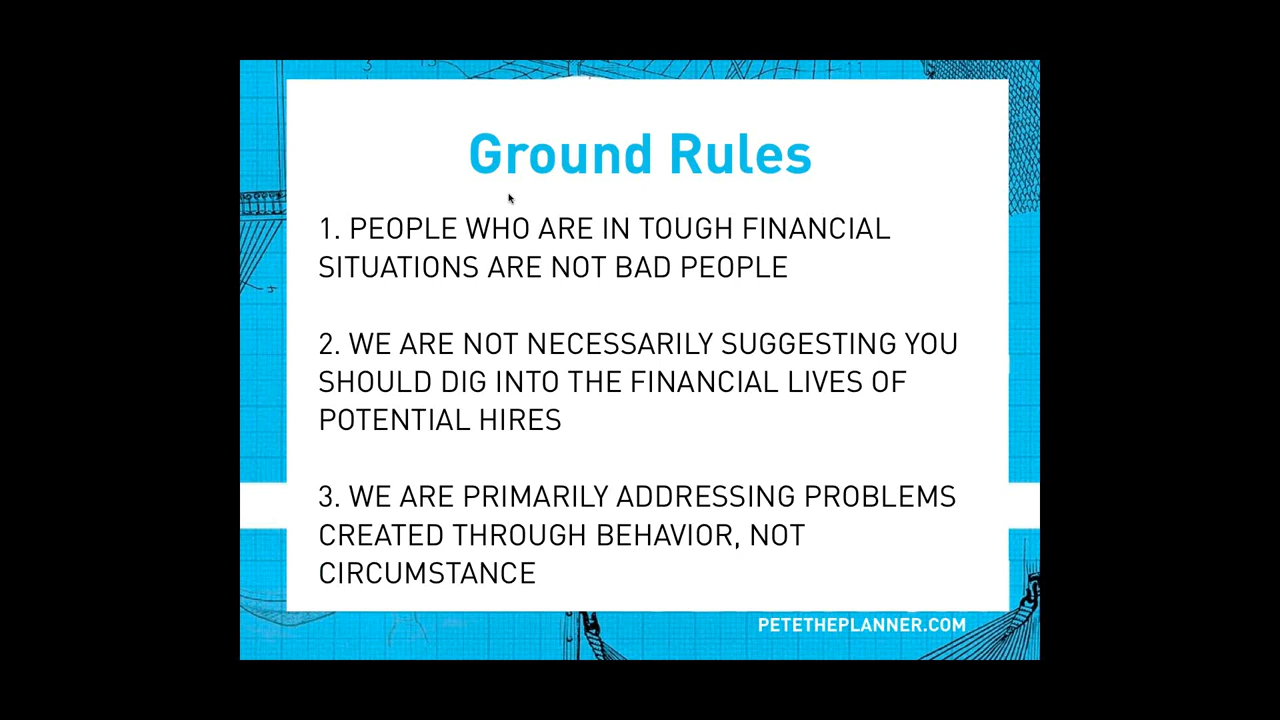 Ground Rules
1. PEOPLE WHO ARE IN TOUGH FINANCIAL
SITUATIONS ARE NOT BAD PEOPLE
2. WE ARE NOT NECESSARILY SUGGESTING YOU
SHOULD DIG INTO THE FINANCIAL LIVES OF
POTENTIAL HIRES
3. WE ARE PRIMARILY ADDRESSING PROBLEMS
CREATED THROUGH BEHAVIOR, NOT
CIRCUMSTANCE
PETETHEPLANNER.COM